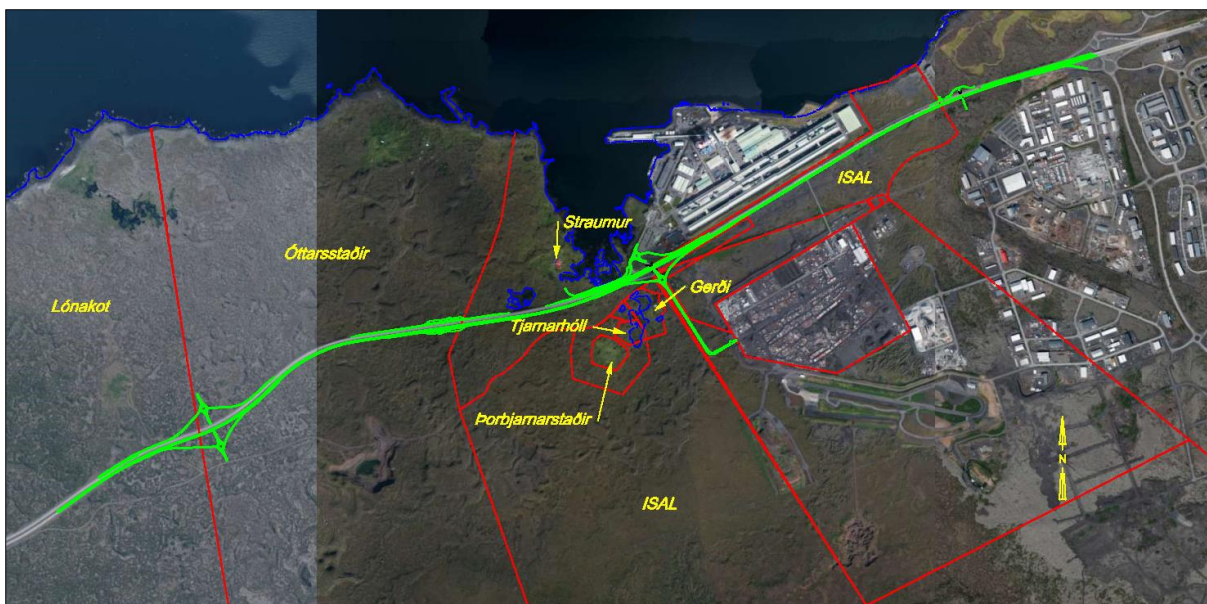 ISAL
Straumur
Óttarsstaðir
Gerði
Lónakot
Tjarnarhóll
Þorbjarnarstaðir
N
ISAL